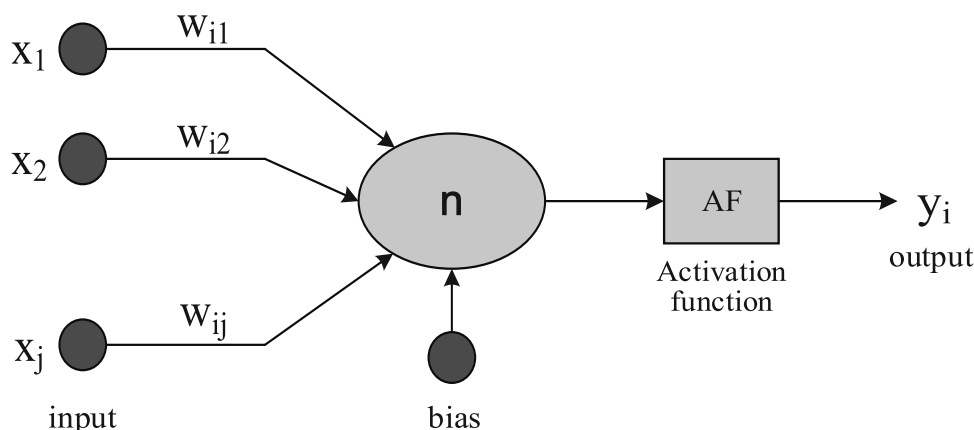 x₁
wᵢ₁
x₂
wᵢ₂
n
AF
yᵢ
output
Activation
function
wᵢⱼ
xⱼ
input
bias